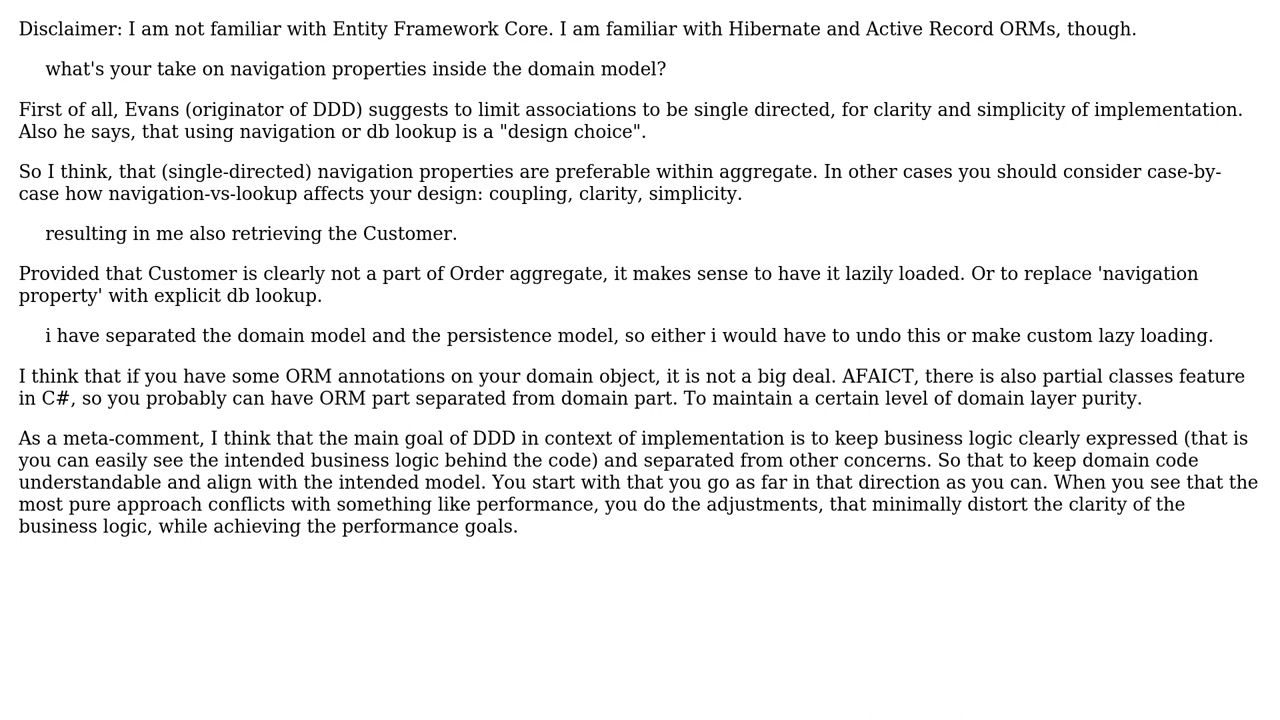 Disclaimer: I am not familiar with Entity Framework Core. I am familiar with Hibernate and Active Record ORMs, though.
what's your take on navigation properties inside the domain model?
First of all, Evans (originator of DDD) suggests to limit associations to be single directed, for clarity and simplicity of implementation.
Also he says, that using navigation or db lookup is a "design choice".
So I think, that (single-directed) navigation properties are preferable within aggregate. In other cases you should consider case-by-
case how navigation-vs-lookup affects your design: coupling, clarity, simplicity.
resulting in me also retrieving the Customer.
Provided that Customer is clearly not a part of Order aggregate, it makes sense to have it lazily loaded. Or to replace 'navigation
property' with explicit db lookup.
i have separated the domain model and the persistence model, so either i would have to undo this or make custom lazy loading.
I think that if you have some ORM annotations on your domain object, it is not a big deal. AFAICT, there is also partial classes feature
in C#, so you probably can have ORM part separated from domain part. To maintain a certain level of domain layer purity.
As a meta-comment, I think that the main goal of DDD in context of implementation is to keep business logic clearly expressed (that is
you can easily see the intended business logic behind the code) and separated from other concerns. So that to keep domain code
understandable and align with the intended model. You start with that you go as far in that direction as you can. When you see that the
most pure approach conflicts with something like performance, you do the adjustments, that minimally distort the clarity of the
business logic, while achieving the performance goals.